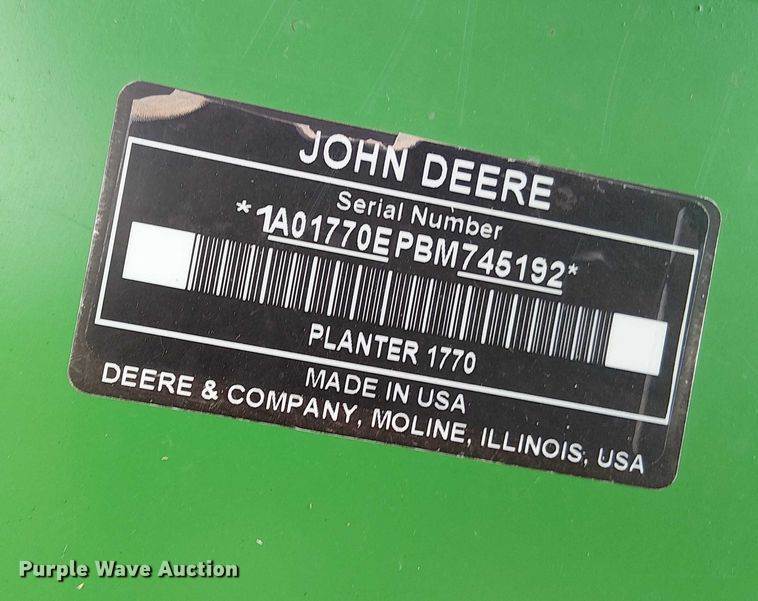 JOHN DEERE
Serial Number
*1A01770EPBM745192*
PLANTER 1770
MADE IN USA
DEERE & COMPANY, MOLINE, ILLINOIS, USA
Purple Wave Auction